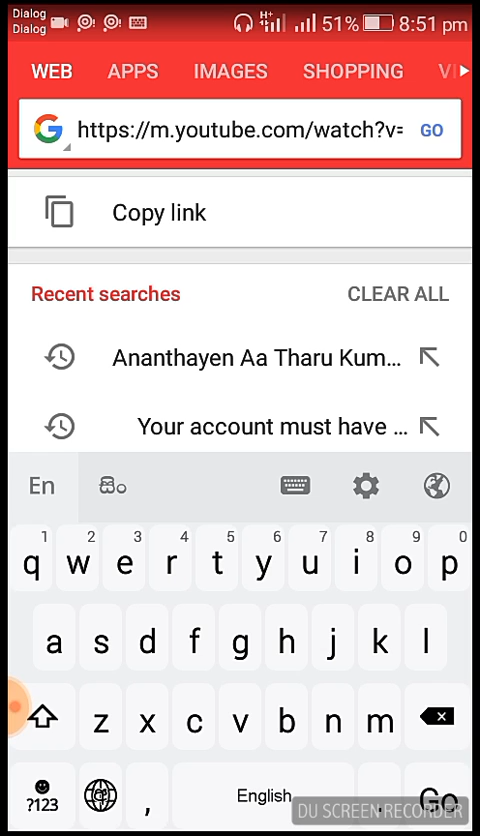 Dialog
Dialog
H+ 51% 8:51 pm
WEB APPS IMAGES SHOPPING VI
G https://m.youtube.com/watch?v= GO
Copy link
Recent searches CLEAR ALL
Ananthayen Aa Tharu Kum...
Your account must have ...
En සිං
1 2 3 4 5 6 7 8 9 0
q w e r t y u i o p
a s d f g h j k l
z x c v b n m
?123 , English . Go
DU SCREEN RECORDER